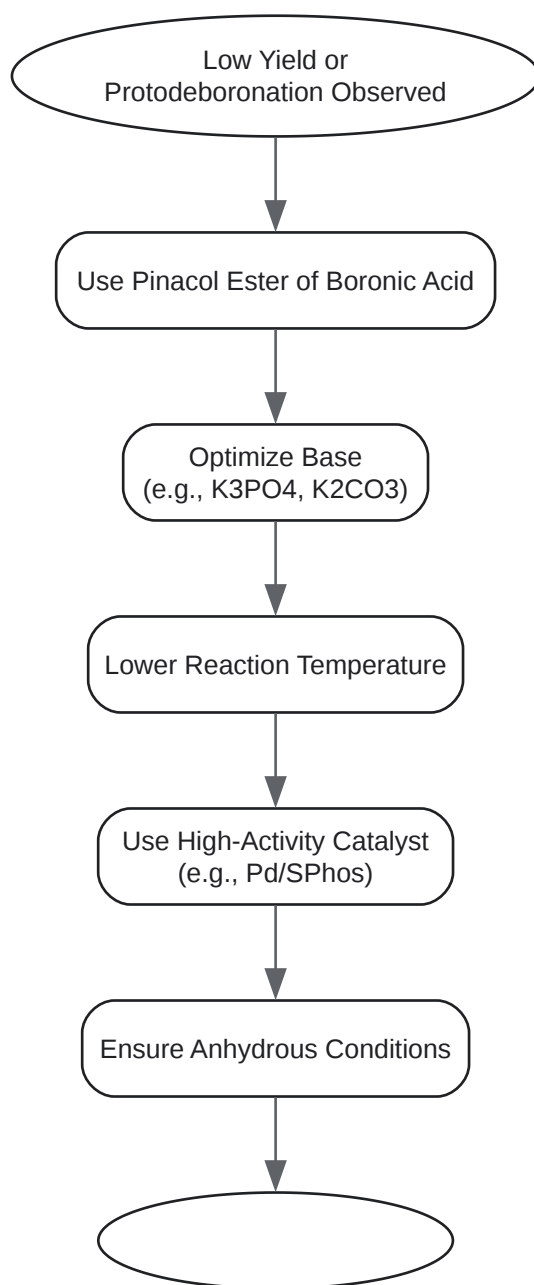 Low Yield or
Protodeboronation Observed
Use Pinacol Ester of Boronic Acid
Optimize Base
(e.g., K3PO4, K2CO3)
Lower Reaction Temperature
Use High-Activity Catalyst
(e.g., Pd/SPhos)
Ensure Anhydrous Conditions